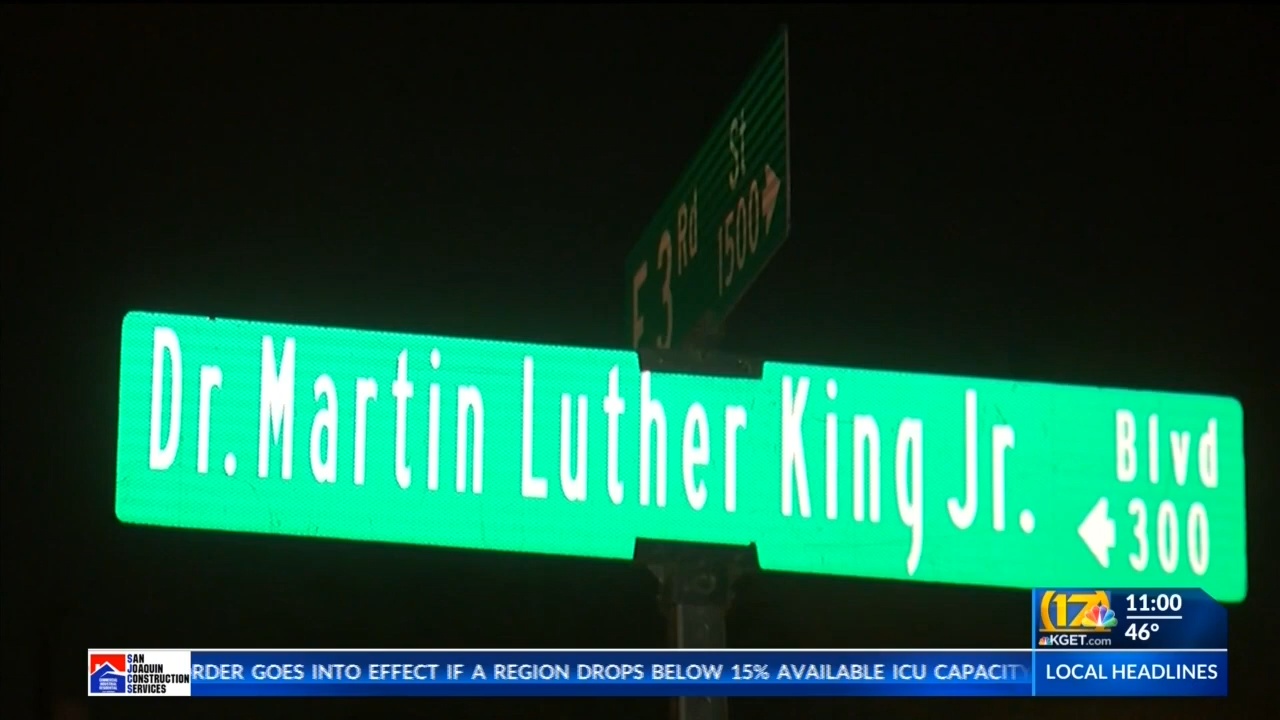 St
E 3Rd 1500
Dr. Martin Luther King Jr.
Blvd
300
17
KGET.com
11:00
46°
SAN
JOAQUIN
CONSTRUCTION
SERVICES
RDER GOES INTO EFFECT IF A REGION DROPS BELOW 15% AVAILABLE ICU CAPACITY
LOCAL HEADLINES